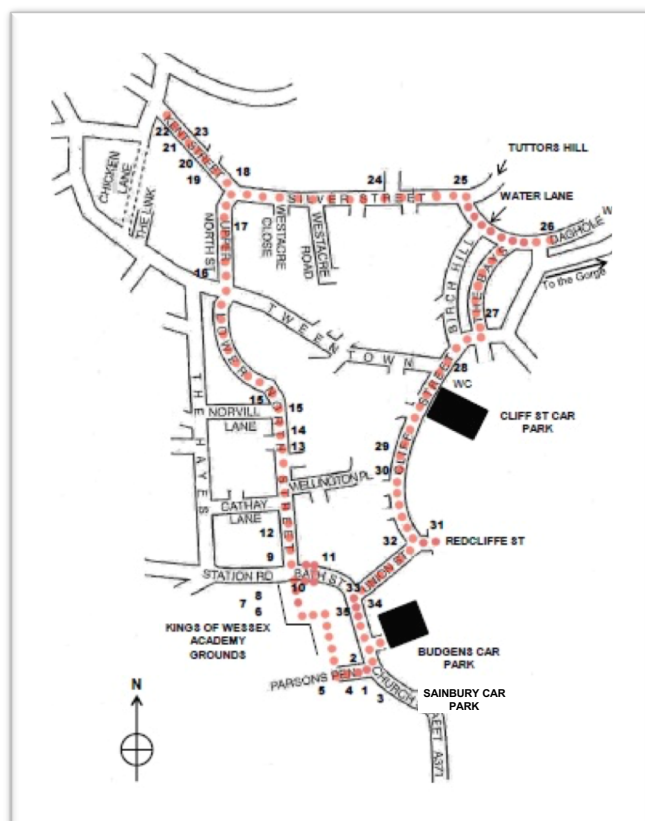 TUTTORS HILL
22
23
KENT STREET
21
20
19
18
24
25
SILVER STREET
WATER LANE
CHICKEN LANE
THE LINK
UPPER NORTH ST
17
WESTACRE CLOSE
WESTACRE ROAD
26
DAGHOLE
W
To the Gorge
BIRCH HILL
THE BAYS
16
27
TWEEN TOWN
28
WC
LOWER NORTH STREET
THE HAYES
CLIFF STREET
CLIFF ST CAR
PARK
15
15
NORVILL
LANE
14
13
29
30
WELLINGTON PL
CATHAY
LANE
12
31
32
REDCLIFFE ST
9
11
STATION RD
BATH ST
UNION ST
10
33
7
8
6
35
34
KINGS OF WESSEX
ACADEMY
GROUNDS
BUDGENS CAR
PARK
2
PARSONS PEN
5
4
1
3
CHURCH STREET A371
SAINBURY CAR
PARK
N